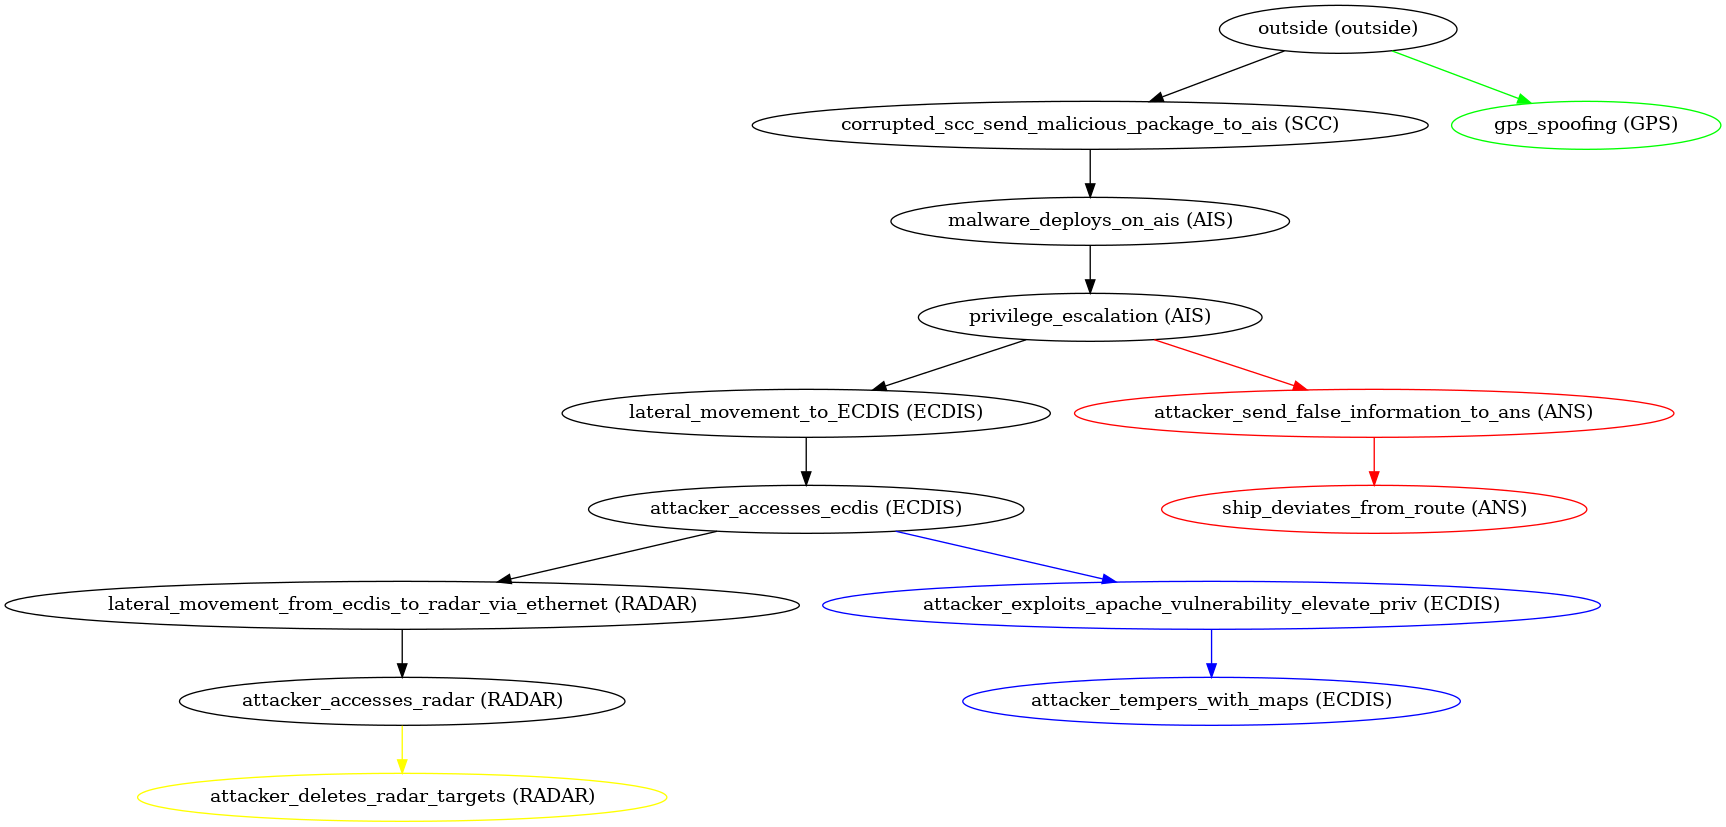 outside (outside)
corrupted_scc_send_malicious_package_to_ais (SCC)
gps_spoofing (GPS)
malware_deploys_on_ais (AIS)
privilege_escalation (AIS)
lateral_movement_to_ECDIS (ECDIS)
attacker_send_false_information_to_ans (ANS)
attacker_accesses_ecdis (ECDIS)
ship_deviates_from_route (ANS)
lateral_movement_from_ecdis_to_radar_via_ethernet (RADAR)
attacker_exploits_apache_vulnerability_elevate_priv (ECDIS)
attacker_accesses_radar (RADAR)
attacker_tempers_with_maps (ECDIS)
attacker_deletes_radar_targets (RADAR)